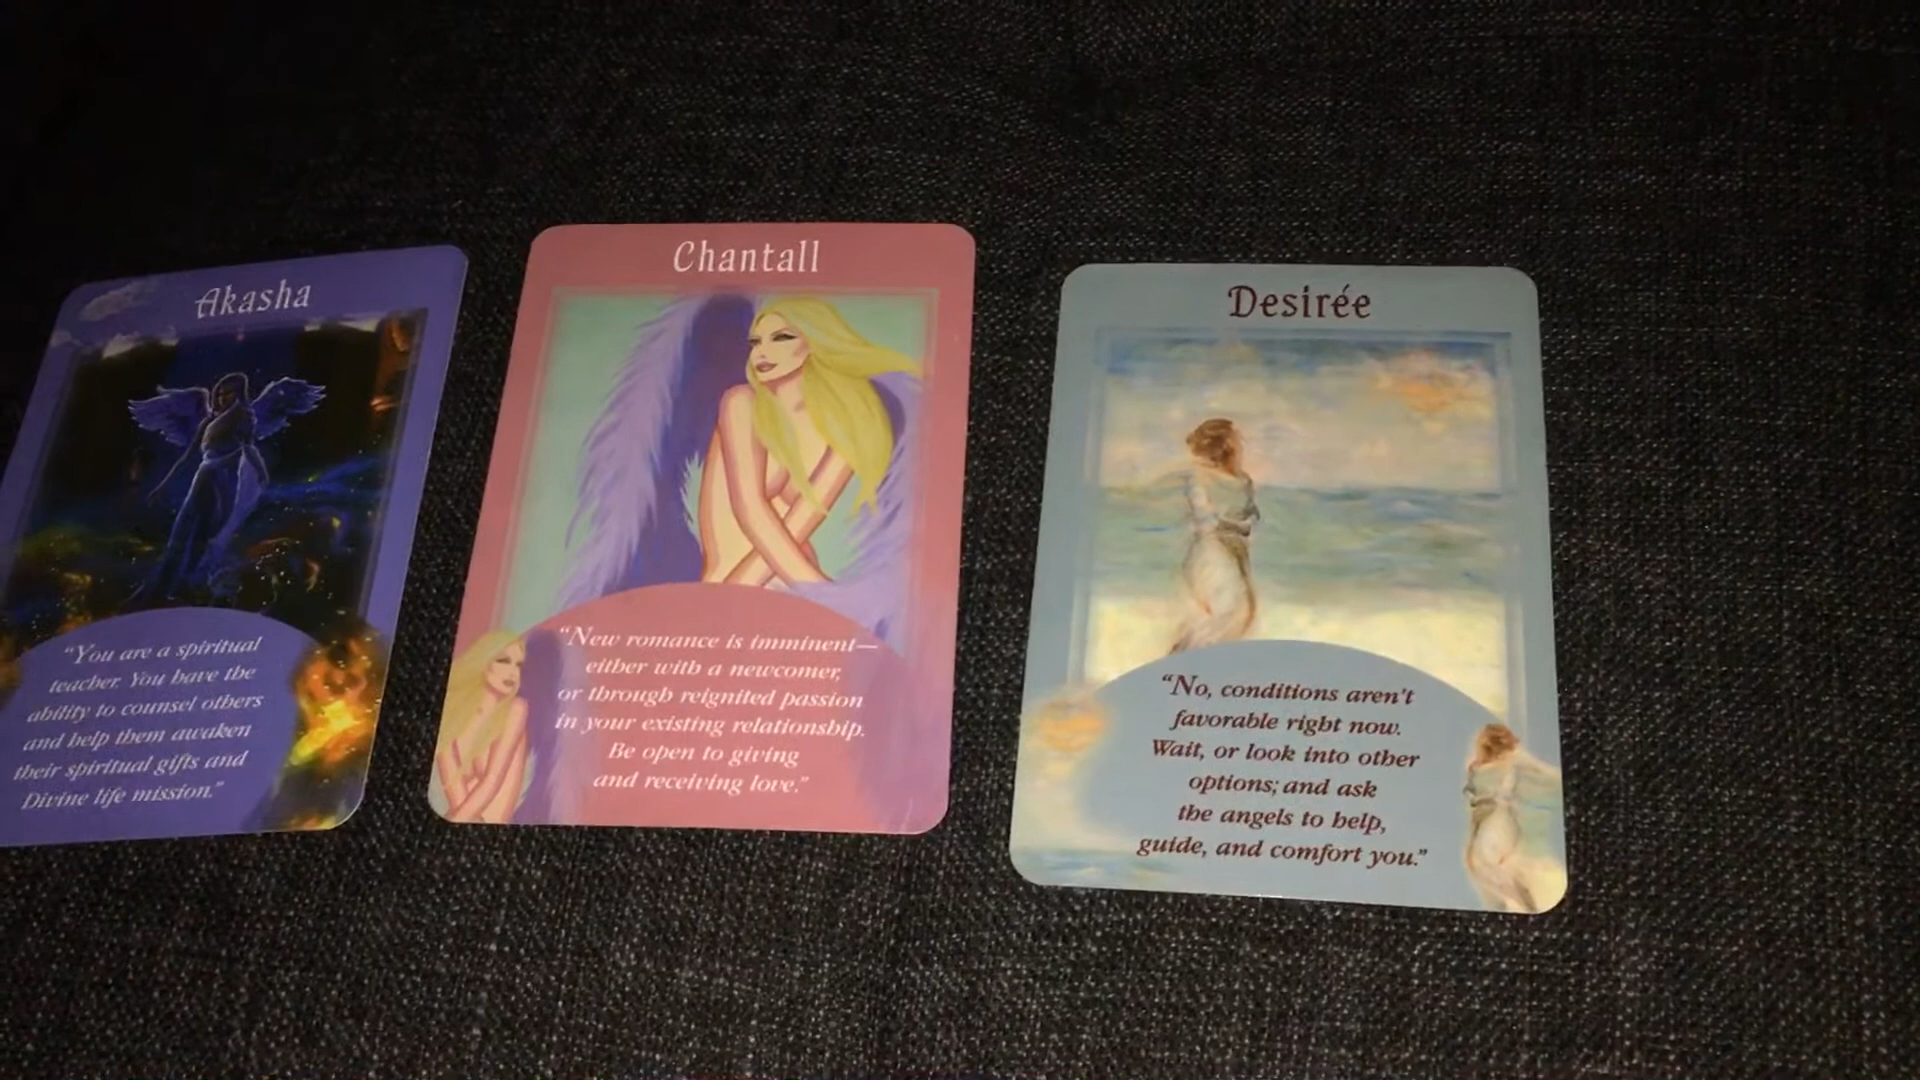 Akasha
"You are a spiritual
teacher. You have the
ability to counsel others
and help them awaken
their spiritual gifts and
Divine life mission."
Chantall
"New romance is imminent—
either with a newcomer,
or through reignited passion
in your existing relationship.
Be open to giving
and receiving love."
Desirée
"No, conditions aren't
favorable right now.
Wait, or look into other
options; and ask
the angels to help,
guide, and comfort you."